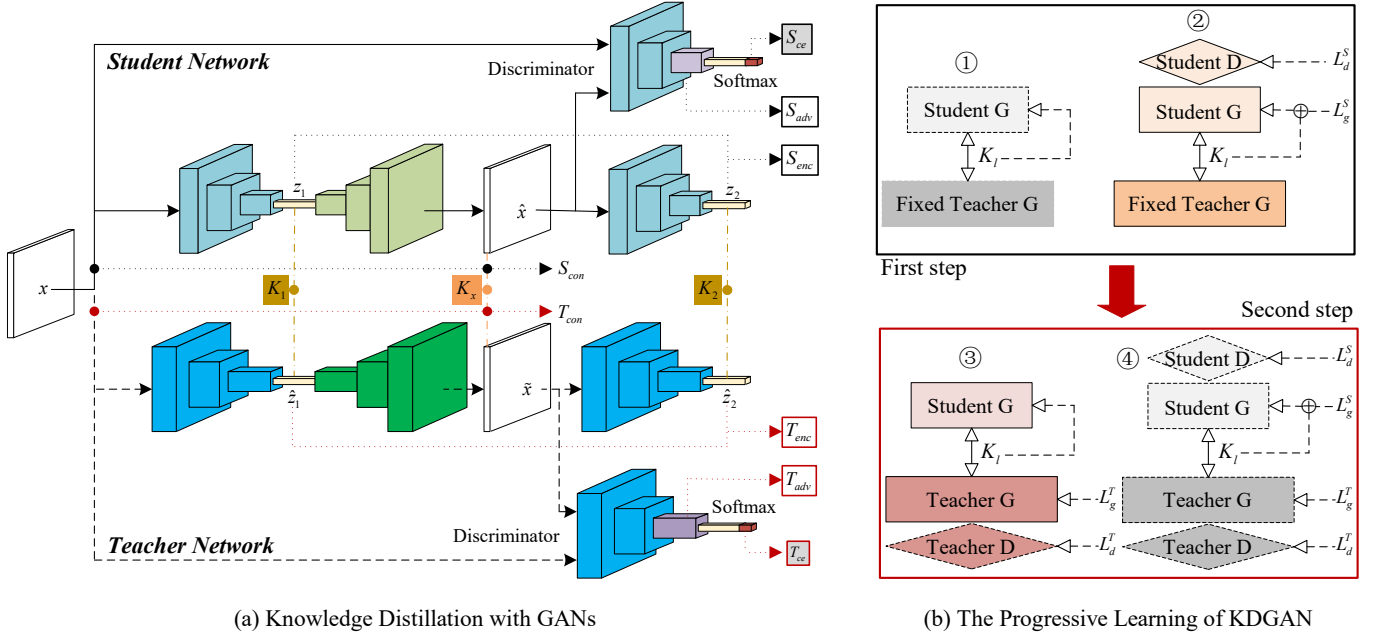 Student Network
Discriminator
Softmax
S_ce
S_adv
S_enc
z_1
x̂
z_2
x
S_con
K_1
K_x
K_2
T_con
ẑ_1
x̃
ẑ_2
T_enc
T_adv
Softmax
Discriminator
Teacher Network
T_ce
(a) Knowledge Distillation with GANs
①
Student G
K_l
Fixed Teacher G
②
Student D
L_d^S
Student G
L_g^S
K_l
Fixed Teacher G
First step
Second step
③
Student G
K_l
Teacher G
L_g^T
Teacher D
L_d^T
④
Student D
L_d^S
Student G
L_g^S
K_l
Teacher G
L_g^T
Teacher D
L_d^T
(b) The Progressive Learning of KDGAN